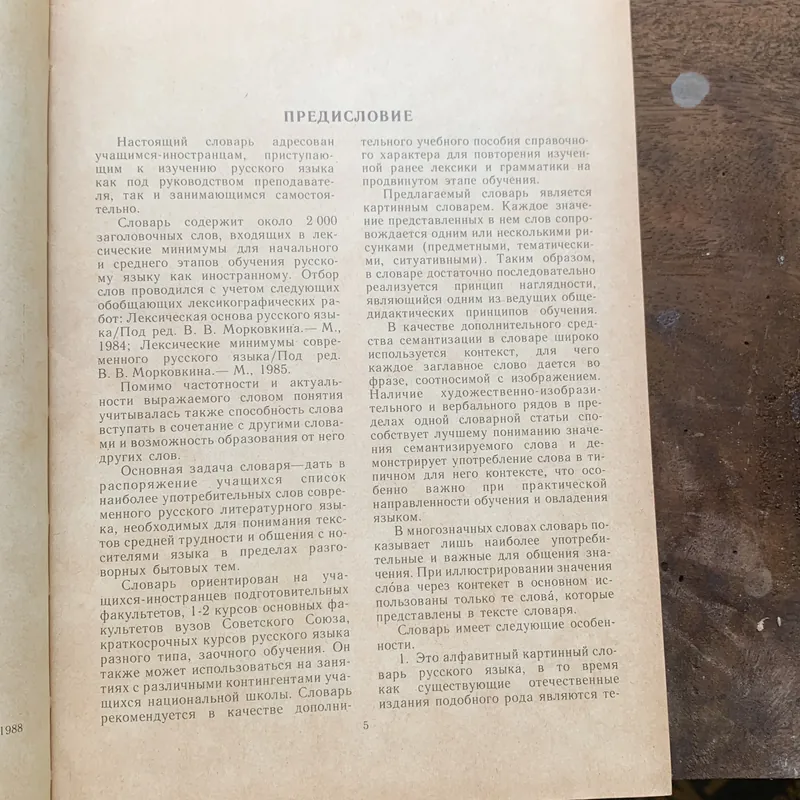 ПРЕДИСЛОВИЕ
Настоящий словарь адресован
учащимся-иностранцам, приступаю-
щим к изучению русского языка
как под руководством преподавате-
ля, так и занимающимся самостоя-
тельно.
Словарь содержит около 2 000
заголовочных слов, входящих в лек-
сические минимумы для начального
и среднего этапов обучения русско-
му языку как иностранному. Отбор
слов проводился с учетом следующих
обобщающих лексикографических ра-
бот: Лексическая основа русского язы-
ка/Под ред. В. В. Морковкина.— М.,
1984; Лексические минимумы совре-
менного русского языка/Под ред.
В. В. Морковкина.— М., 1985.
Помимо частотности и актуаль-
ности выражаемого словом понятия
учитывалась также способность слова
вступать в сочетание с другими слова-
ми и возможность образования от него
других слов.
Основная задача словаря—дать в
распоряжение учащихся список
наиболее употребительных слов совре-
менного русского литературного язы-
ка, необходимых для понимания текс-
тов средней трудности и общения с но-
сителями языка в пределах разго-
ворных бытовых тем.
Словарь ориентирован на уча-
щихся-иностранцев подготовительных
факультетов, 1-2 курсов основных фа-
культетов вузов Советского Союза,
краткосрочных курсов русского языка
разного типа, заочного обучения. Он
также может использоваться на заня-
тиях с различными контингентами уча-
щихся национальной школы. Словарь
рекомендуется в качестве дополни-
тельного учебного пособия справочно-
го характера для повторения изучен-
ной ранее лексики и грамматики на
продвинутом этапе обучения.
Предлагаемый словарь является
картинным словарем. Каждое значе-
ние представленных в нем слов сопро-
вождается одним или несколькими ри-
сунками (предметными, тематически-
ми, ситуативными). Таким образом,
в словаре достаточно последовательно
реализуется принцип наглядности,
являющийся одним из ведущих обще-
дидактических принципов обучения.
В качестве дополнительного средс-
тва семантизации в словаре широко
используется контекст, для чего
каждое заглавное слово дается во
фразе, соотносимой с изображением.
Наличие художественно-изобрази-
тельного и вербального рядов в пре-
делах одной словарной статьи спо-
собствует лучшему пониманию значе-
ния семантизируемого слова и де-
монстрирует употребление слова в ти-
пичном для него контексте, что осо-
бенно важно при практической
направленности обучения и овладения
языком.
В многозначных словах словарь по-
казывает лишь наиболее употреби-
тельные и важные для общения зна-
чения. При иллюстрировании значения
сло́ва через контекст в основном ис-
пользованы только те слова́, которые
представлены в тексте словаря.
Словарь имеет следующие особен-
ности.
1. Это алфавитный картинный сло-
варь русского языка, в то время
как существующие отечественные
издания подобного рода являются те-
5
1988